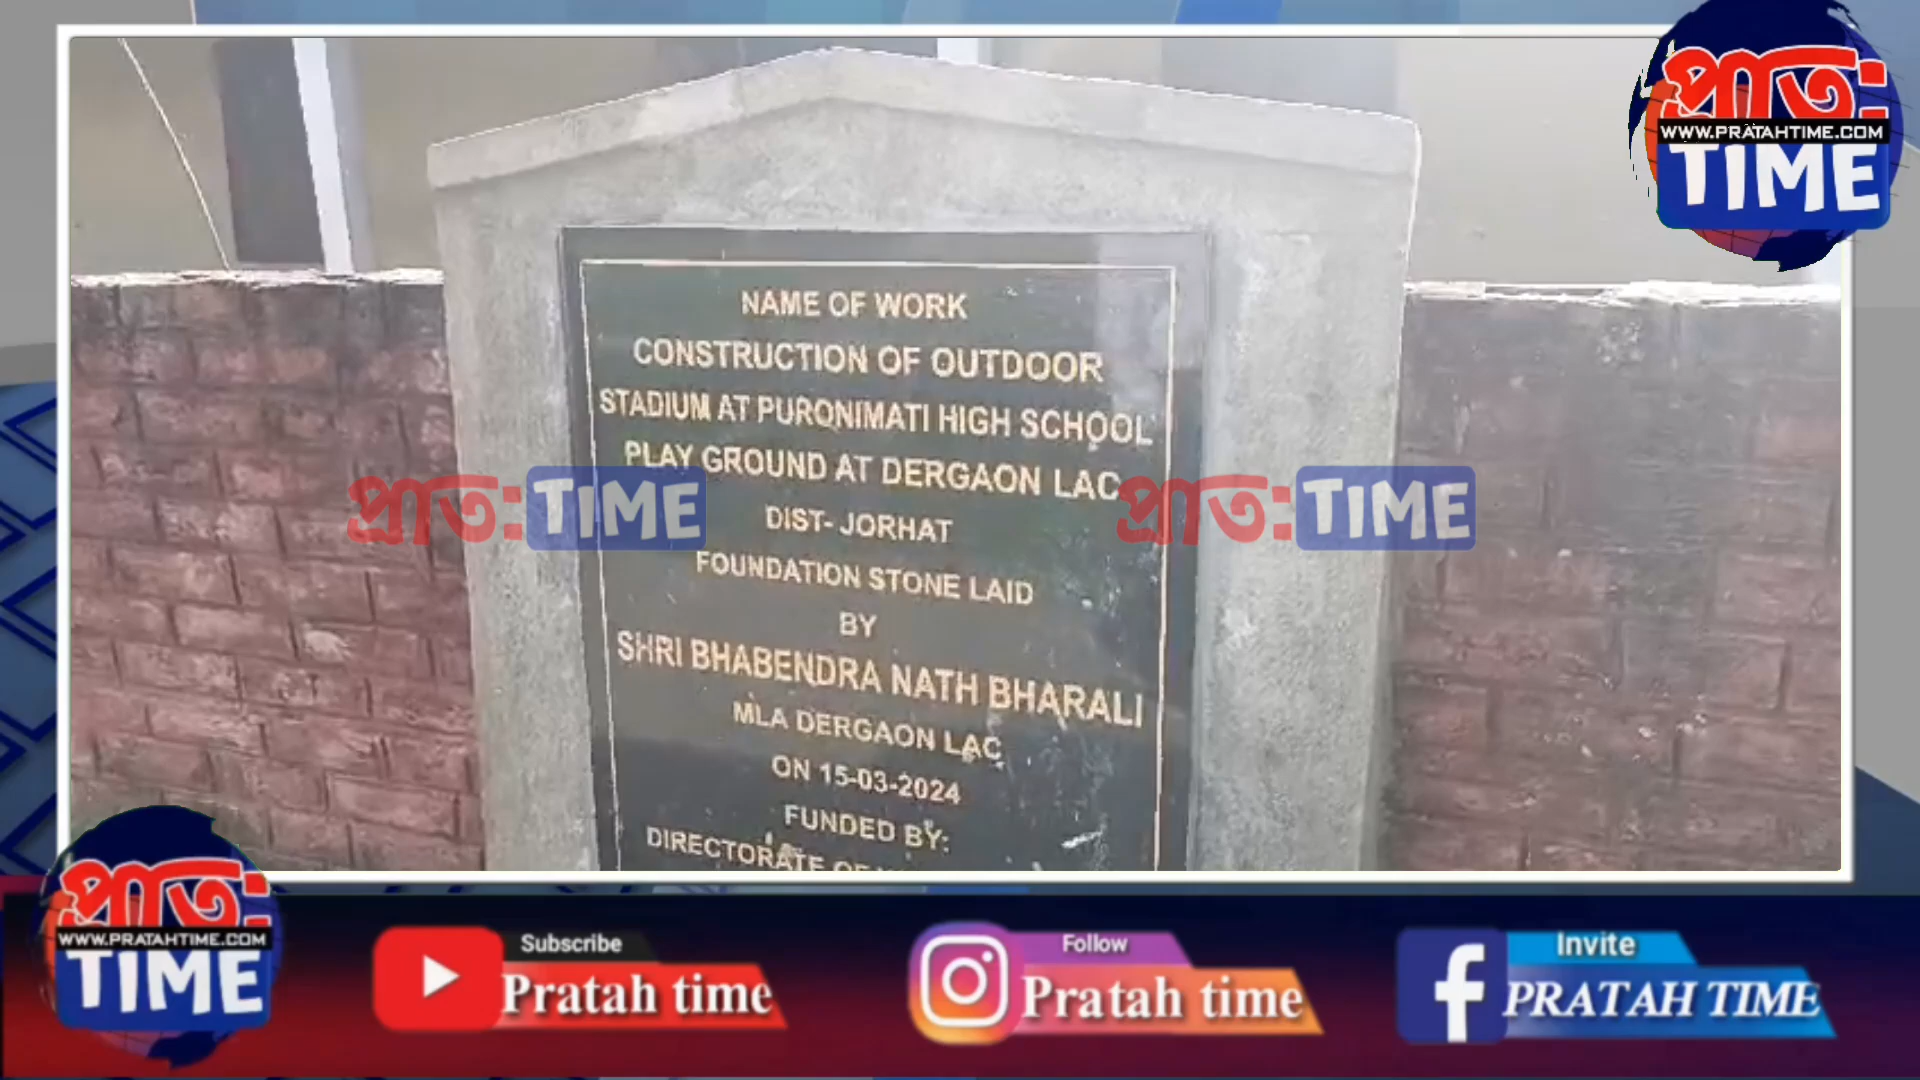 প্রাতঃ
WWW.PRATAHTIME.COM
TIME
NAME OF WORK
CONSTRUCTION OF OUTDOOR
STADIUM AT PURONIMATI HIGH SCHOOL
PLAY GROUND AT DERGAON LAC
DIST- JORHAT
FOUNDATION STONE LAID
BY
SHRI BHABENDRA NATH BHARALI
MLA DERGAON LAC
ON 15-03-2024
FUNDED BY:
DIRECTORATE OF
প্রাতঃ TIME
প্রাতঃ TIME
প্রাতঃ
WWW.PRATAHTIME.COM
TIME
Subscribe
Pratah time
Follow
Pratah time
Invite
PRATAH TIME